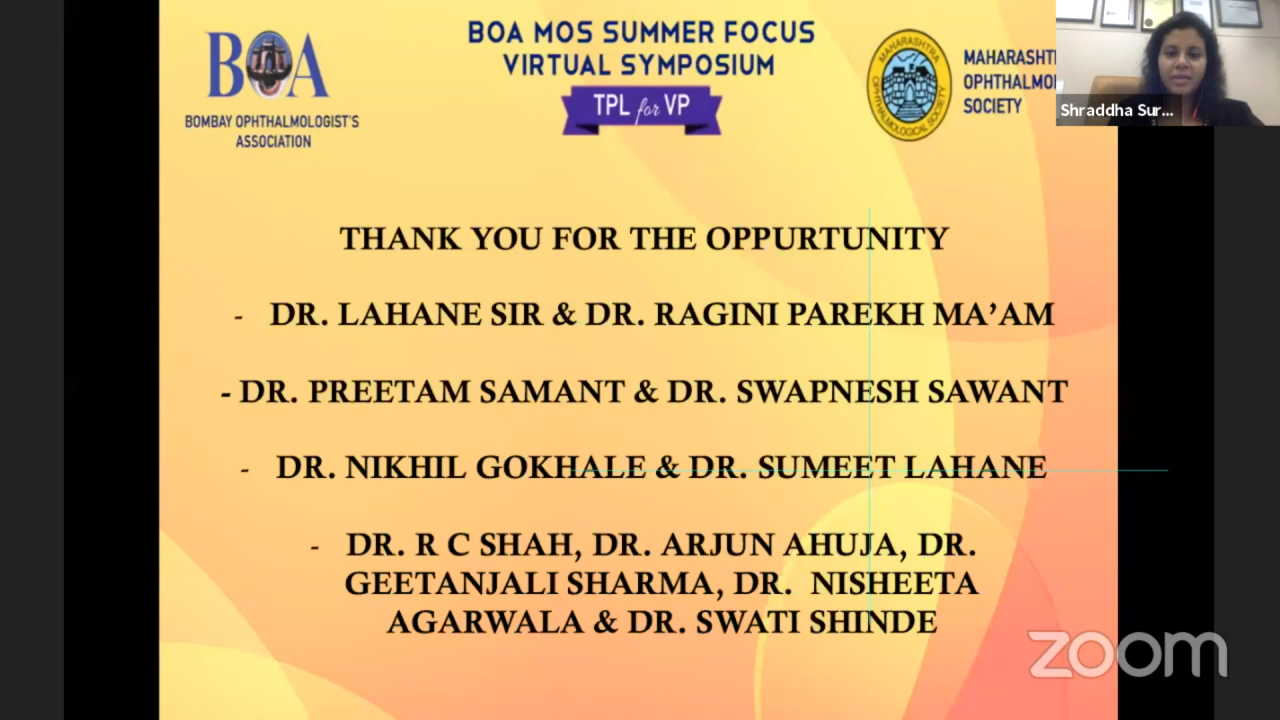 BOA
BOMBAY OPHTHALMOLOGIST'S
ASSOCIATION
BOA MOS SUMMER FOCUS
VIRTUAL SYMPOSIUM
TPL for VP
MAHARASHTRA
OPHTHALMOLOGICAL SOCIETY
MAHARASHT
OPHTHALMO
SOCIETY
Shraddha Sur...
THANK YOU FOR THE OPPURTUNITY
- DR. LAHANE SIR & DR. RAGINI PAREKH MA'AM
- DR. PREETAM SAMANT & DR. SWAPNESH SAWANT
- DR. NIKHIL GOKHALE & DR. SUMEET LAHANE
- DR. R C SHAH, DR. ARJUN AHUJA, DR.
GEETANJALI SHARMA, DR. NISHEETA
AGARWALA & DR. SWATI SHINDE
zoom